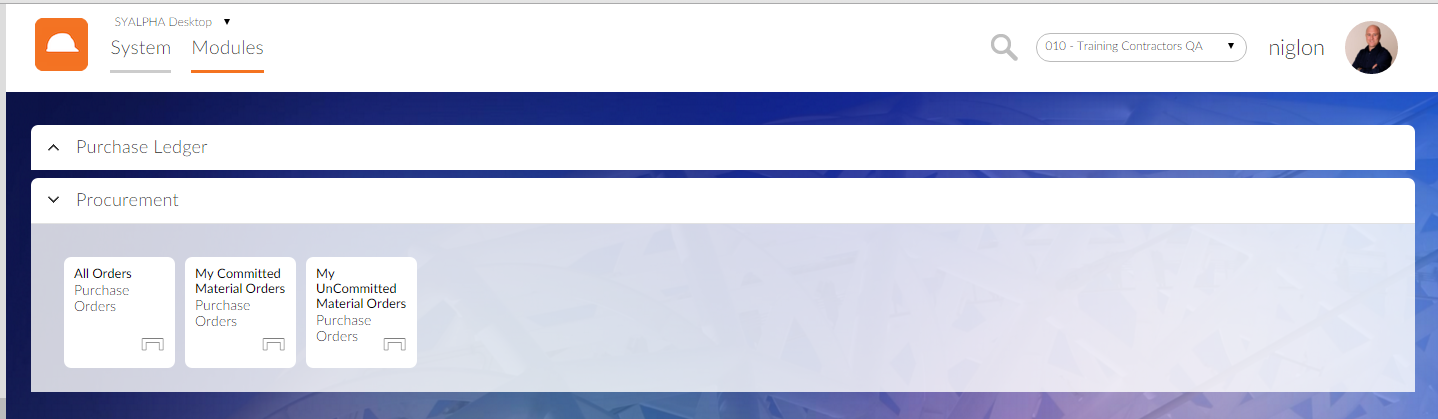 SYALPHA Desktop
System Modules
010 - Training Contractors QA
niglon
Purchase Ledger
Procurement
All Orders
Purchase
Orders
My Committed
Material Orders
Purchase
Orders
My
UnCommitted
Material Orders
Purchase
Orders